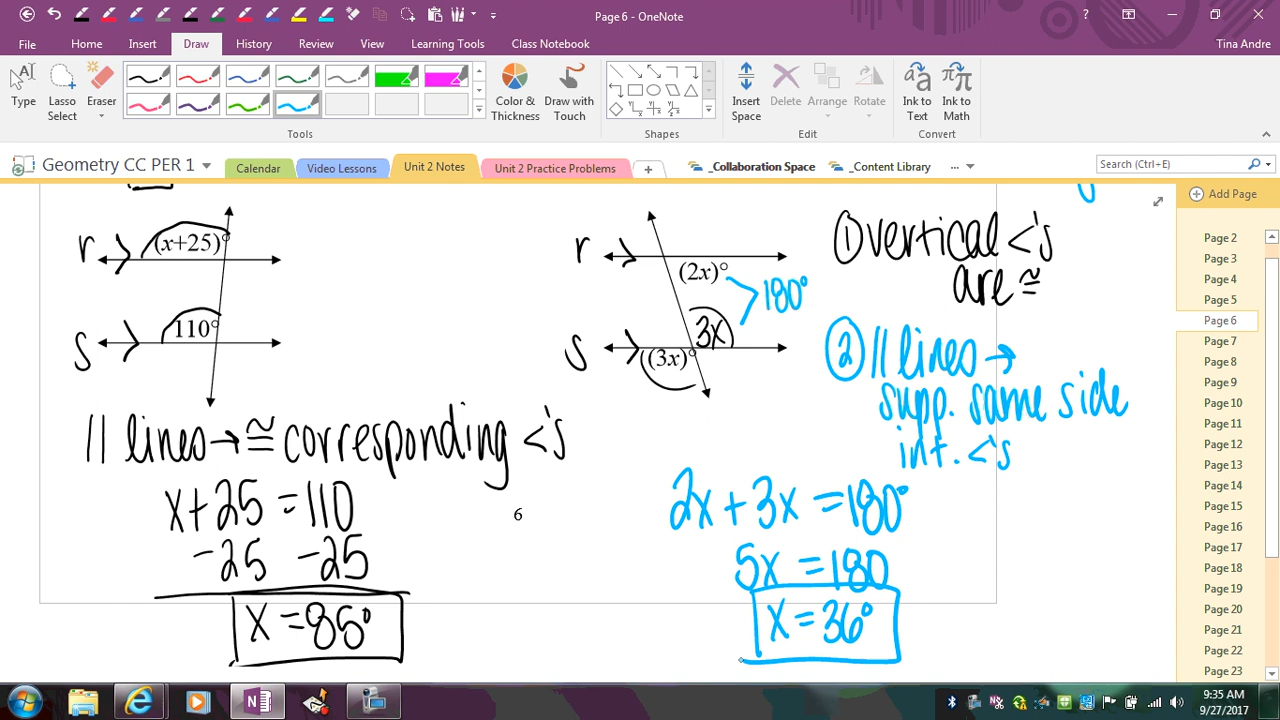 Page 6 - OneNote
?
File
Home
Insert
Draw
History
Review
View
Learning Tools
Class Notebook
Tina Andre
Type
Lasso
Select
Eraser
Color &
Thickness
Draw with
Touch
Insert
Space
Delete
Arrange
Rotate
Ink to
Text
Ink to
Math
Tools
Shapes
Edit
Convert
Geometry CC PER 1
Calendar
Video Lessons
Unit 2 Notes
Unit 2 Practice Problems
_Collaboration Space
_Content Library
...
Search (Ctrl+E)
Add Page
Page 2
Page 3
Page 4
Page 5
Page 6
Page 7
Page 8
Page 9
Page 10
Page 11
Page 12
Page 13
Page 14
Page 15
Page 16
Page 17
Page 18
Page 19
Page 20
Page 21
Page 22
Page 23
r
(x+25)°
s
110°
|| lines → ≅ corresponding <'s
x+25 = 110
-25 -25
x = 85°
6
r
(2x)°
180°
3x
s
(3x)°
① vertical <'s
are ≅
② || lines →
supp. same side
int. <'s
2x + 3x = 180°
5x = 180
x = 36°
9:35 AM
9/27/2017